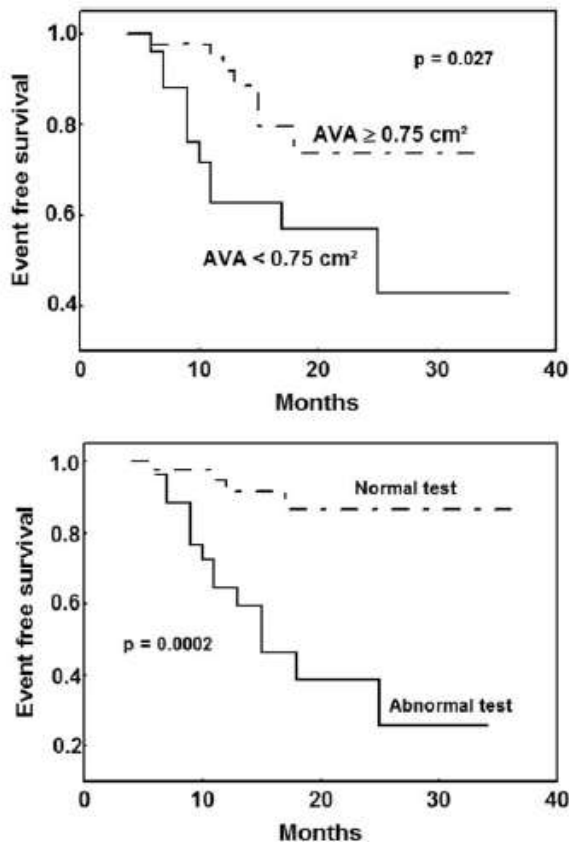 1.0
p = 0.027
0.8
AVA ≥ 0.75 cm²
0.6
AVA < 0.75 cm²
0.4
Event free survival
0 10 20 30 40
Months
1.0
Normal test
0.8
0.6
p = 0.0002
0.4
Abnormal test
0.2
Event free survival
0 10 20 30 40
Months